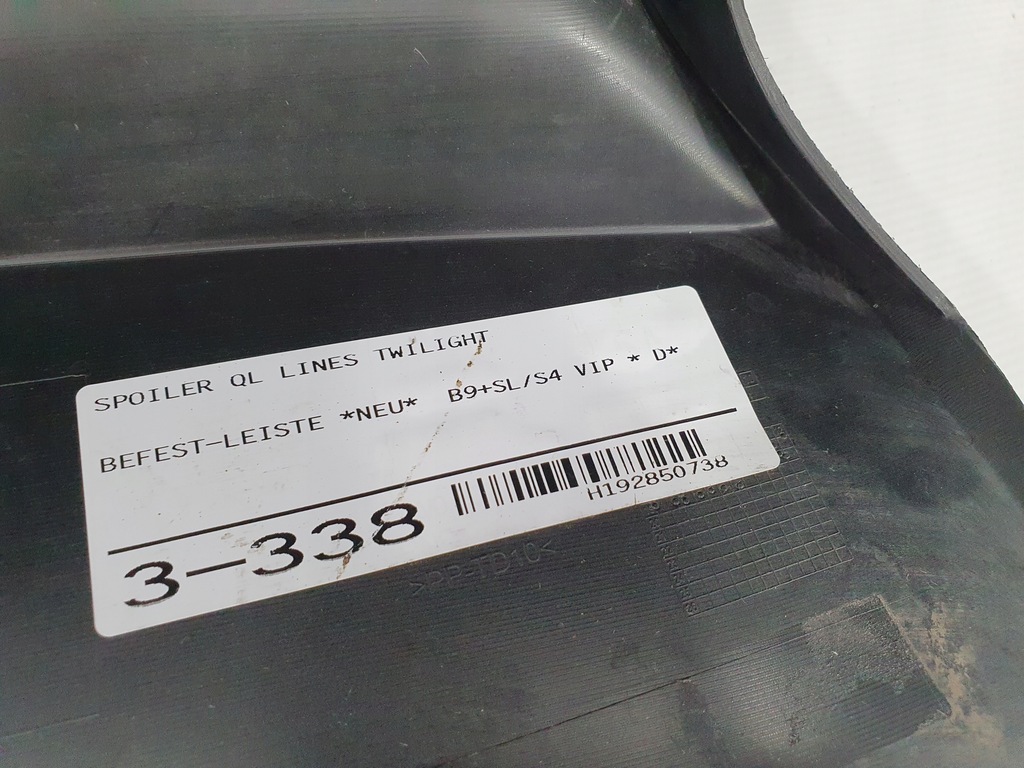 SPOILER QL LINES TWILIGHT
BEFEST-LEISTE *NEU* B9+SL/S4 VIP * D*
3-338
H192850738
>PP-TD10<